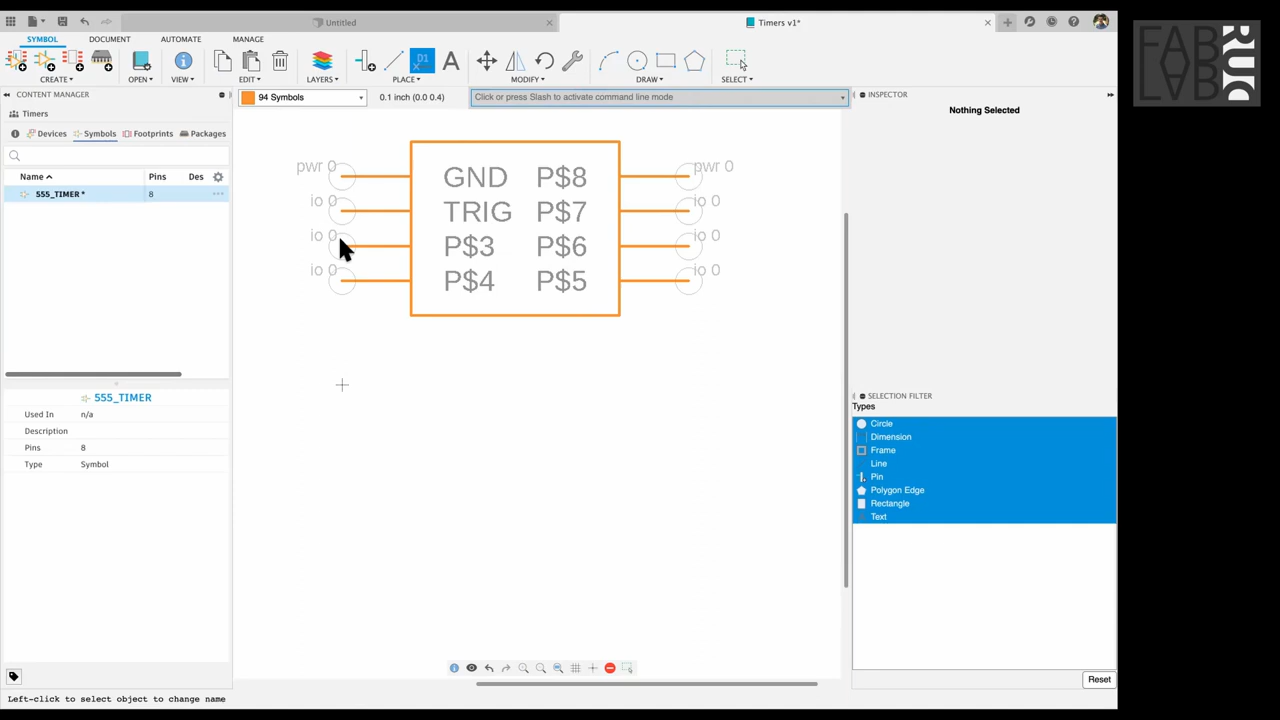 Untitled
Timers v1*
SYMBOL DOCUMENT AUTOMATE MANAGE
D1
CREATE OPEN VIEW EDIT LAYERS PLACE MODIFY DRAW SELECT
CONTENT MANAGER
94 Symbols
0.1 inch (0.0 0.4)
Click or press Slash to activate command line mode
INSPECTOR
Nothing Selected
Timers
Devices Symbols Footprints Packages
Name Pins Des
555_TIMER * 8
555_TIMER
Used In n/a
Description
Pins 8
Type Symbol
pwr 0 GND P$8 pwr 0
io 0 TRIG P$7 io 0
io 0 P$3 P$6 io 0
io 0 P$4 P$5 io 0
SELECTION FILTER
Types
Circle
Dimension
Frame
Line
Pin
Polygon Edge
Rectangle
Text
Reset
Left-click to select object to change name
FAB
LAB
RUC